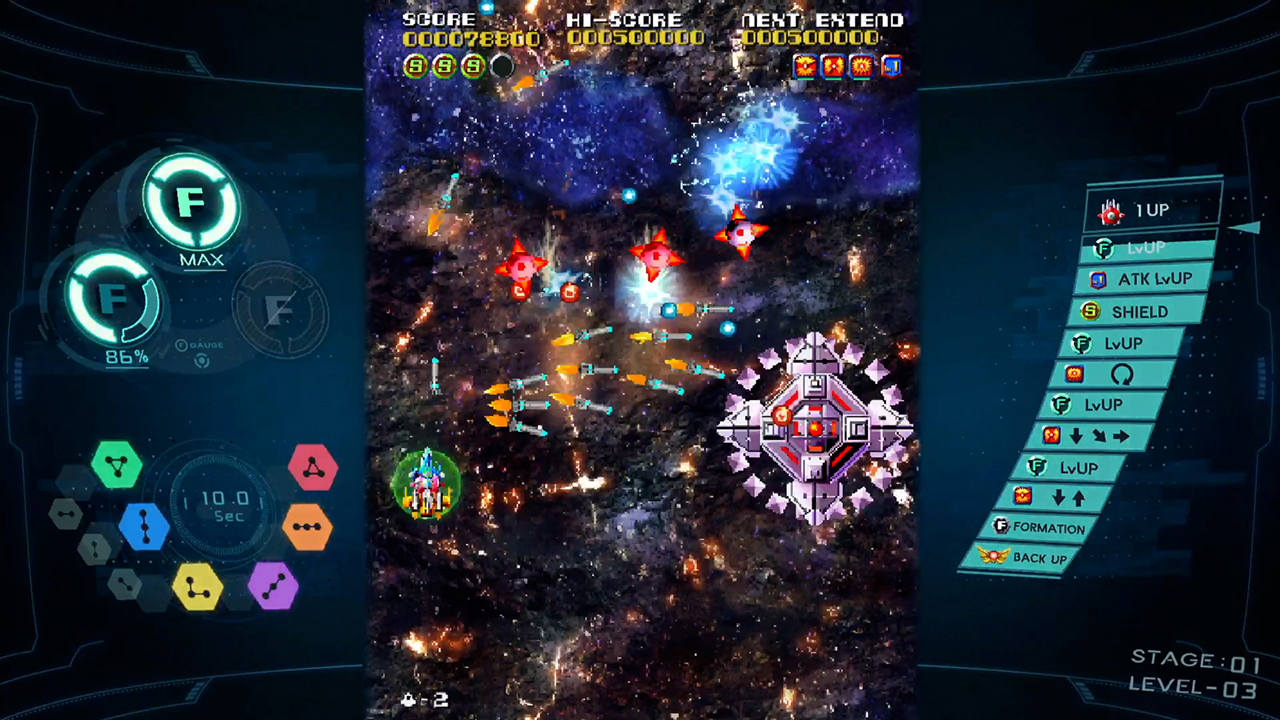 SCORE
000078800
HI-SCORE
000500000
NEXT EXTEND
000500000
S S S
F
MAX
F
86%
F
F GAUGE
10.0
Sec
1UP
F LvUP
ATK LvUP
S SHIELD
F LvUP
F LvUP
F LvUP
F FORMATION
BACK UP
STAGE:01
LEVEL-03
-2